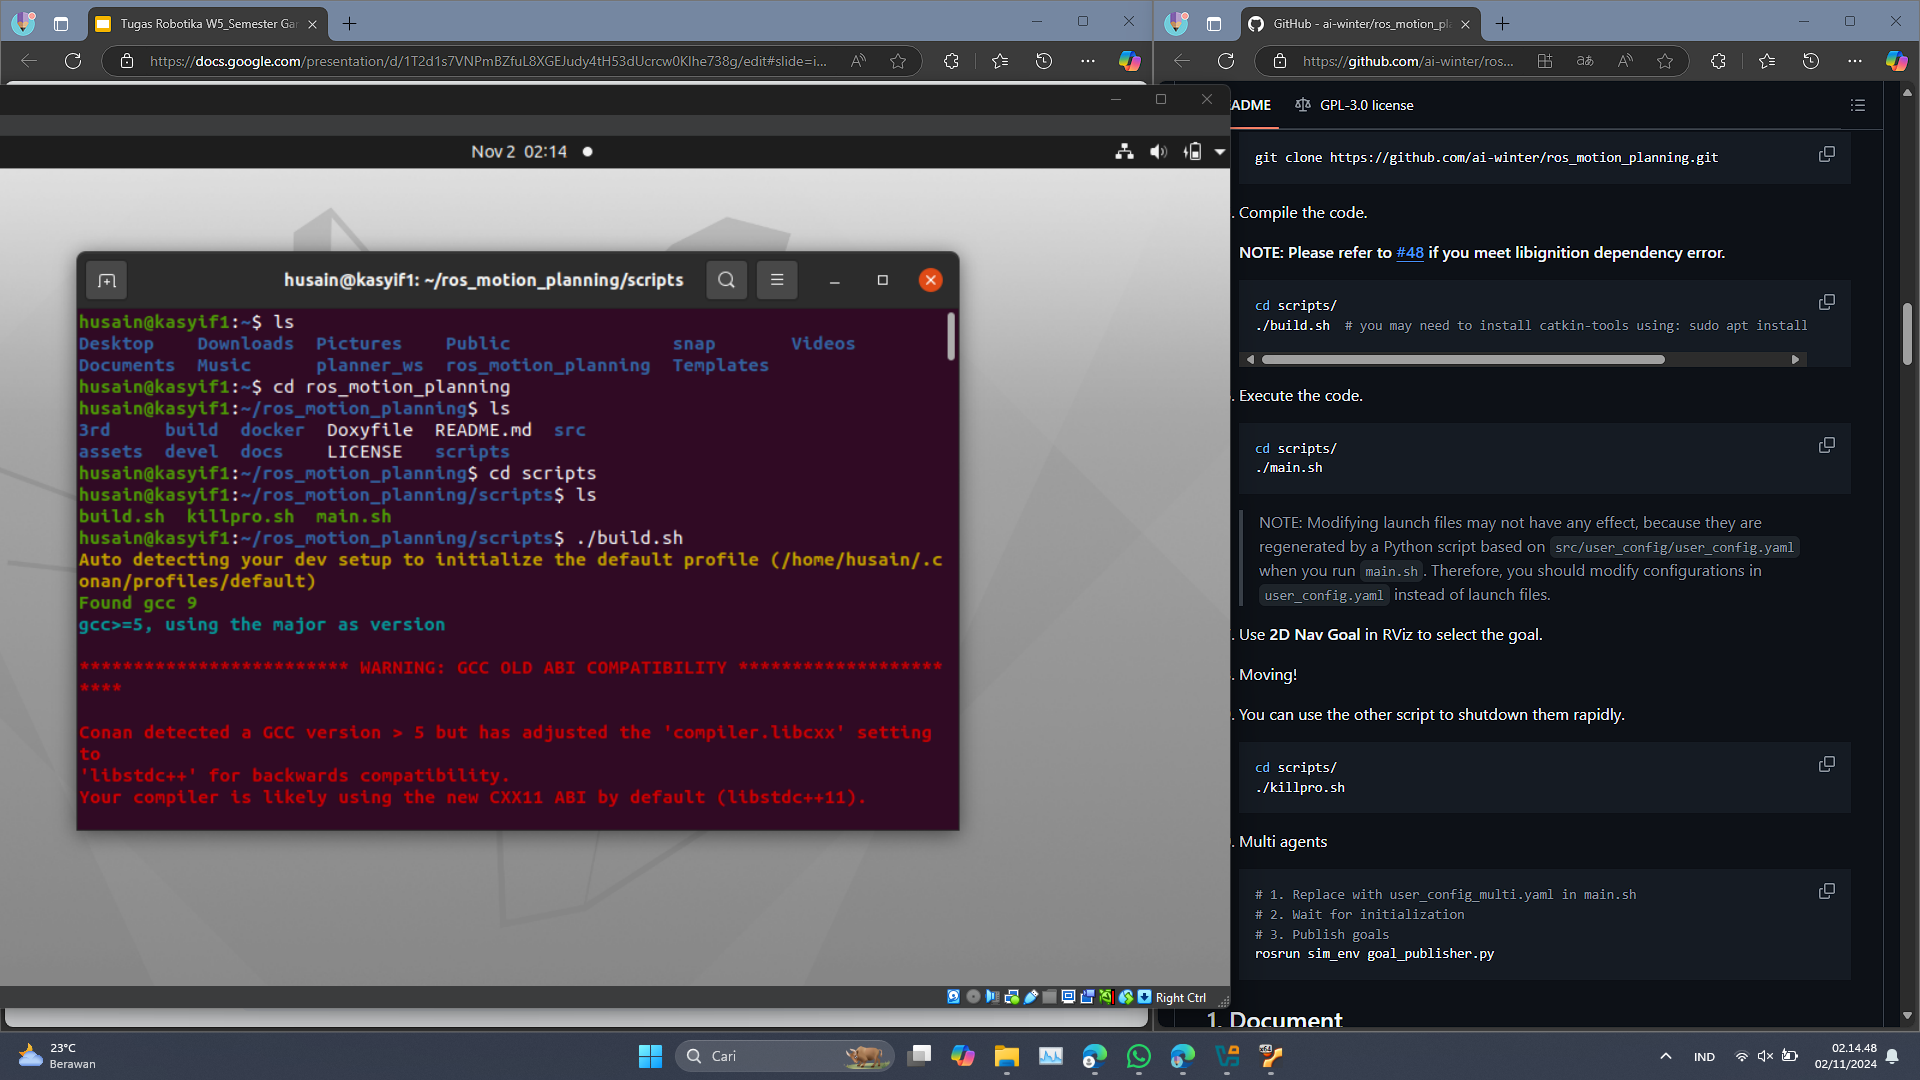 Tugas Robotika W5_Semester Gan
https://docs.google.com/presentation/d/1T2d1s7VNPmBZfuL8XGEJudy4tH53dUcrcw0KIhe738g/edit#slide=i...
Nov 2 02:14
husain@kasyif1: ~/ros_motion_planning/scripts
husain@kasyif1:~$ ls
Desktop Downloads Pictures Public snap Videos
Documents Music planner_ws ros_motion_planning Templates
husain@kasyif1:~$ cd ros_motion_planning
husain@kasyif1:~/ros_motion_planning$ ls
3rd build docker Doxyfile README.md src
assets devel docs LICENSE scripts
husain@kasyif1:~/ros_motion_planning$ cd scripts
husain@kasyif1:~/ros_motion_planning/scripts$ ls
build.sh killpro.sh main.sh
husain@kasyif1:~/ros_motion_planning/scripts$ ./build.sh
Auto detecting your dev setup to initialize the default profile (/home/husain/.c
onan/profiles/default)
Found gcc 9
gcc>=5, using the major as version
************************* WARNING: GCC OLD ABI COMPATIBILITY *******************
****
Conan detected a GCC version > 5 but has adjusted the 'compiler.libcxx' setting
to
'libstdc++' for backwards compatibility.
Your compiler is likely using the new CXX11 ABI by default (libstdc++11).
Right Ctrl
GitHub - ai-winter/ros_motion_pl
https://github.com/ai-winter/ros...
ADME
GPL-3.0 license
git clone https://github.com/ai-winter/ros_motion_planning.git
. Compile the code.
NOTE: Please refer to #48 if you meet libignition dependency error.
cd scripts/
./build.sh # you may need to install catkin-tools using: sudo apt install
. Execute the code.
cd scripts/
./main.sh
NOTE: Modifying launch files may not have any effect, because they are
regenerated by a Python script based on src/user_config/user_config.yaml
when you run main.sh. Therefore, you should modify configurations in
user_config.yaml instead of launch files.
. Use 2D Nav Goal in RViz to select the goal.
. Moving!
. You can use the other script to shutdown them rapidly.
cd scripts/
./killpro.sh
. Multi agents
# 1. Replace with user_config_multi.yaml in main.sh
# 2. Wait for initialization
# 3. Publish goals
rosrun sim_env goal_publisher.py
1. Document
23°C
Berawan
Cari
IND
02.14.48
02/11/2024